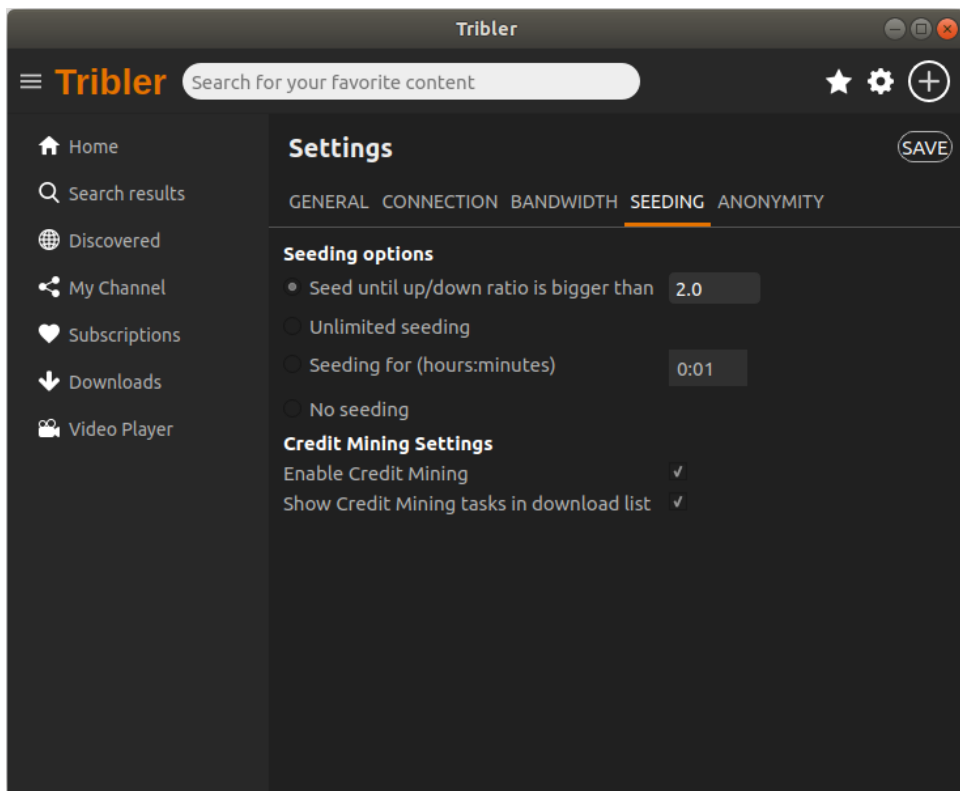 Tribler
Tribler Search for your favorite content
Home
Search results
Discovered
My Channel
Subscriptions
Downloads
Video Player
Settings SAVE
GENERAL CONNECTION BANDWIDTH SEEDING ANONYMITY
Seeding options
Seed until up/down ratio is bigger than 2.0
Unlimited seeding
Seeding for (hours:minutes) 0:01
No seeding
Credit Mining Settings
Enable Credit Mining
Show Credit Mining tasks in download list